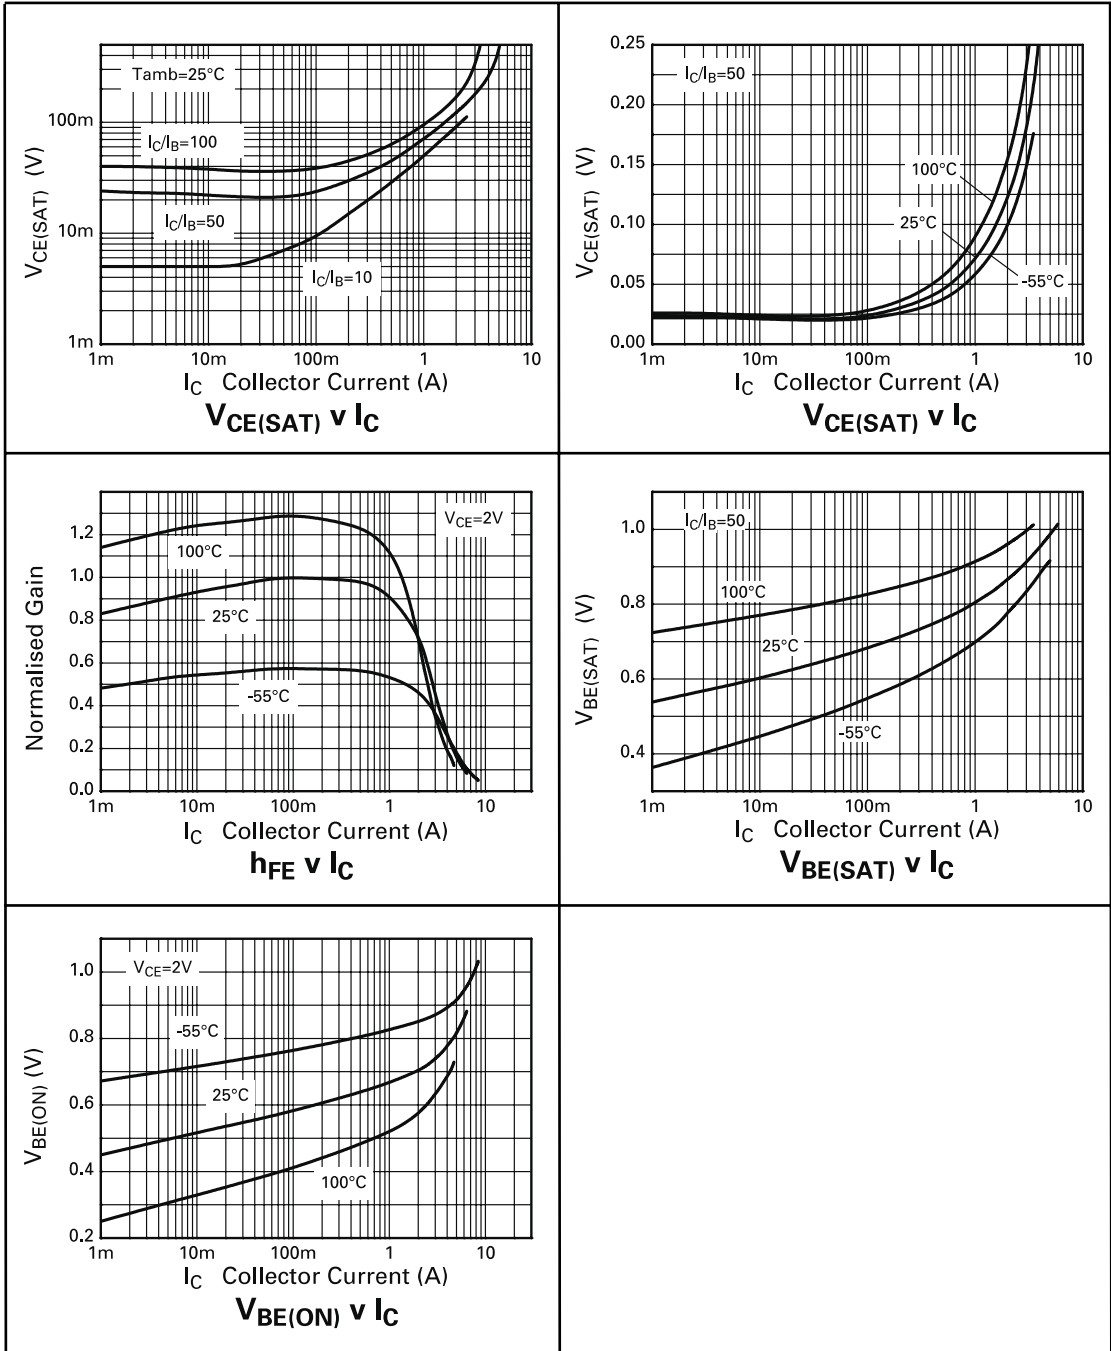 Tamb=25°C
IC/IB=100
IC/IB=50
IC/IB=10
100m
10m
1m
VCE(SAT) (V)
1m 10m 100m 1 10
IC Collector Current (A)
VCE(SAT) v IC
IC/IB=50
100°C
25°C
-55°C
0.25
0.20
0.15
0.10
0.05
0.00
VCE(SAT) (V)
1m 10m 100m 1 10
IC Collector Current (A)
VCE(SAT) v IC
VCE=2V
100°C
25°C
-55°C
1.2
1.0
0.8
0.6
0.4
0.2
0.0
Normalised Gain
1m 10m 100m 1 10
IC Collector Current (A)
hFE v IC
IC/IB=50
100°C
25°C
-55°C
1.0
0.8
0.6
0.4
VBE(SAT) (V)
1m 10m 100m 1 10
IC Collector Current (A)
VBE(SAT) v IC
VCE=2V
-55°C
25°C
100°C
1.0
0.8
0.6
0.4
0.2
VBE(ON) (V)
1m 10m 100m 1 10
IC Collector Current (A)
VBE(ON) v IC